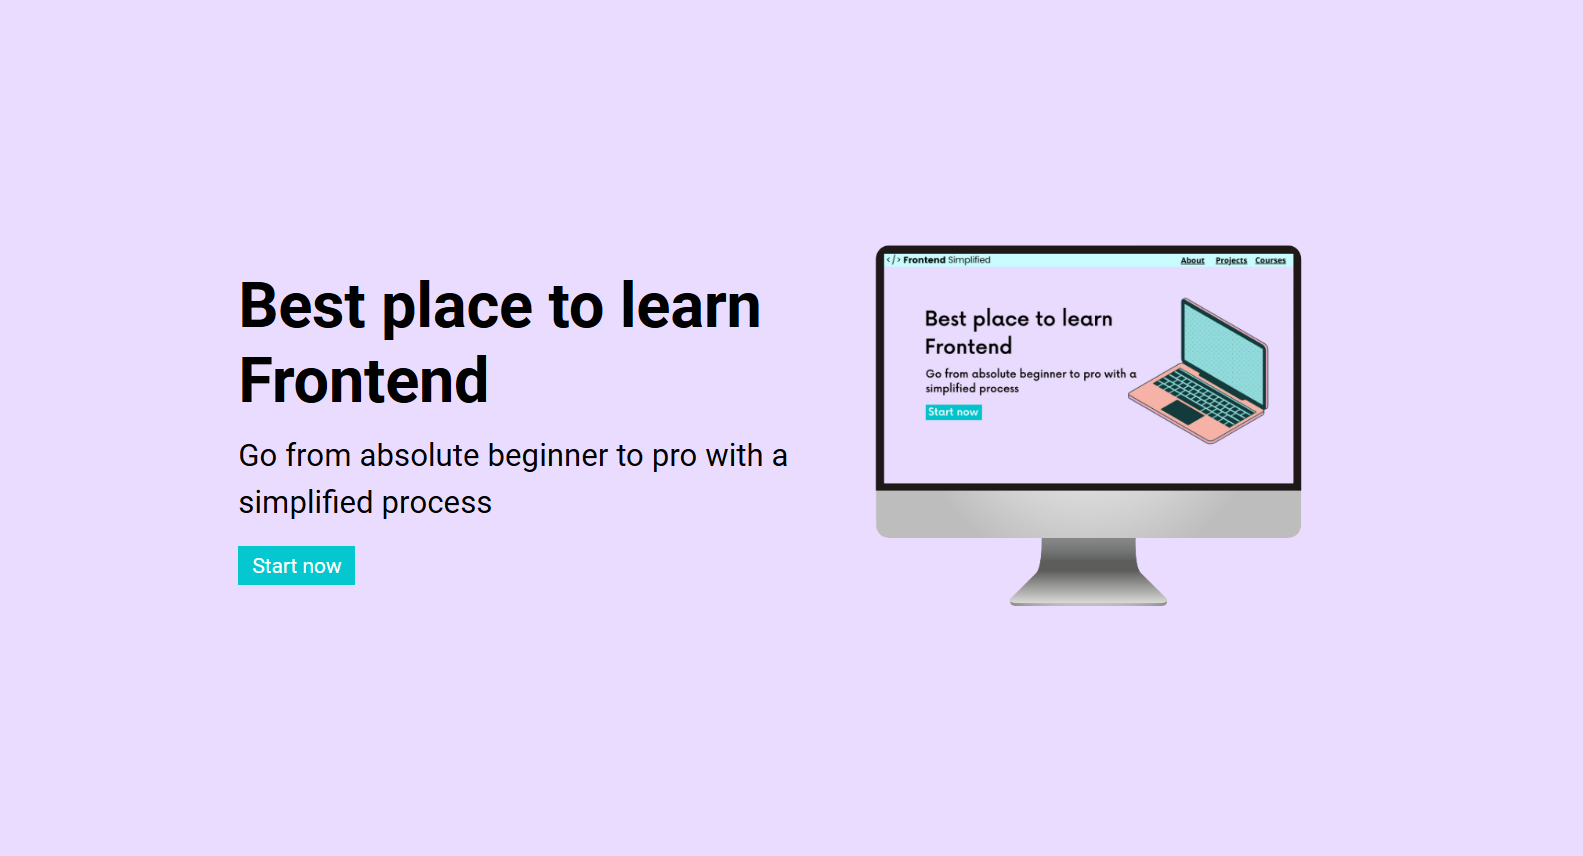 Best place to learn
Frontend
Go from absolute beginner to pro with a
simplified process
Start now
</> Frontend Simplified
About Projects Courses
Best place to learn
Frontend
Go from absolute beginner to pro with a
simplified process
Start now